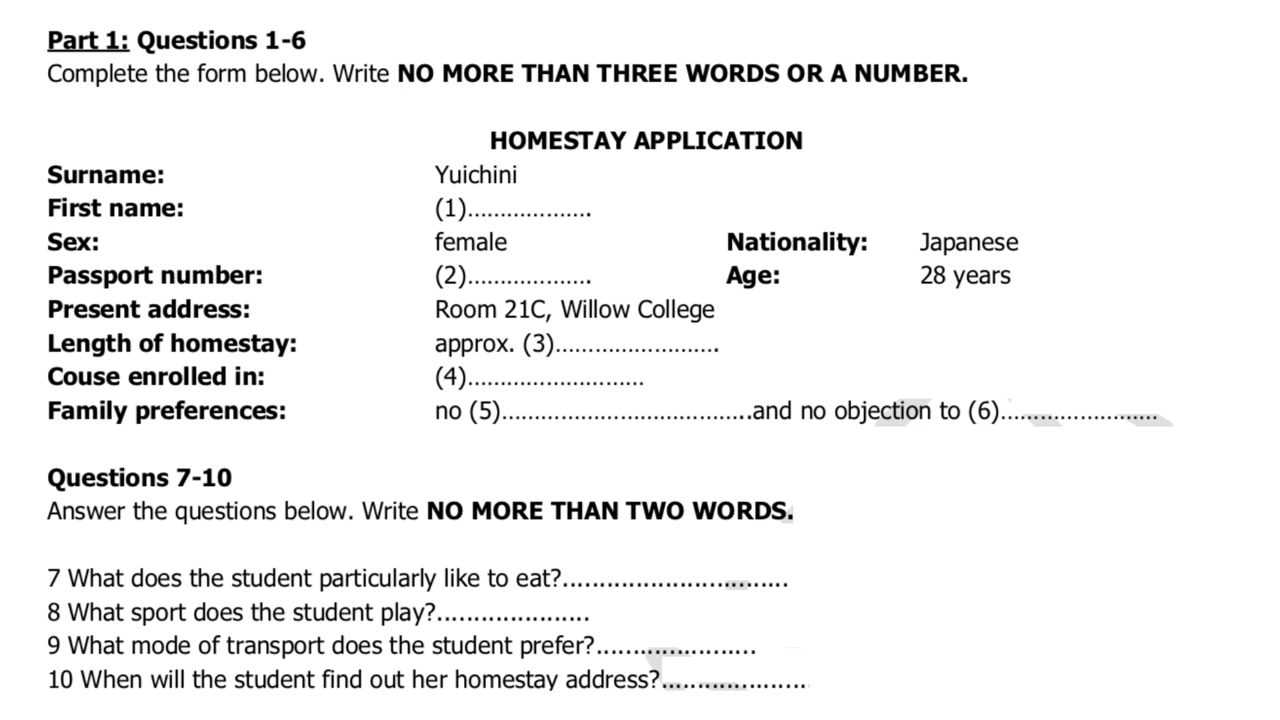 Part 1: Questions 1-6
Complete the form below. Write NO MORE THAN THREE WORDS OR A NUMBER.
HOMESTAY APPLICATION
Surname: Yuichini
First name: (1)...................
Sex: female Nationality: Japanese
Passport number: (2)................... Age: 28 years
Present address: Room 21C, Willow College
Length of homestay: approx. (3).........................
Couse enrolled in: (4)...........................
Family preferences: no (5)......................................and no objection to (6)........................
Questions 7-10
Answer the questions below. Write NO MORE THAN TWO WORDS.
7 What does the student particularly like to eat?..............................
8 What sport does the student play?.....................
9 What mode of transport does the student prefer?.....................
10 When will the student find out her homestay address?...................